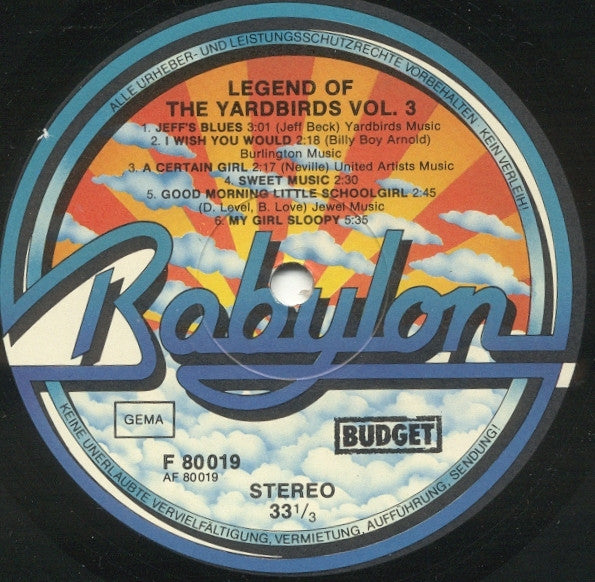 ALLE URHEBER- UND LEISTUNGSSCHUTZRECHTE VORBEHALTEN · KEIN VERLEIH!
LEGEND OF
THE YARDBIRDS VOL. 3
1. JEFF'S BLUES 3:01 (Jeff Beck) Yardbirds Music
2. I WISH YOU WOULD 2:18 (Billy Boy Arnold)
Burlington Music
3. A CERTAIN GIRL 2:17 (Neville) United Artists Music
4. SWEET MUSIC 2:30
5. GOOD MORNING LITTLE SCHOOLGIRL 2:45
(D. Level, B. Love) Jewel Music
6. MY GIRL SLOOPY 5:35
Babylon
GEMA
BUDGET
F 80019
AF 80019
STEREO
33 1/3
KEINE UNERLAUBTE VERVIELFÄLTIGUNG, VERMIETUNG, AUFFÜHRUNG, SENDUNG!